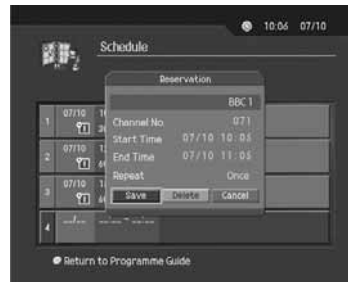 10:06 07/10
Schedule
Reservation
BBC 1
Channel No. 071
Start Time 07/10 10:05
End Time 07/10 11:05
Repeat Once
Save Delete Cancel
1 07/10
2 07/10
3 07/10
4 --/-- --:-- ~ --:--
Return to Programme Guide